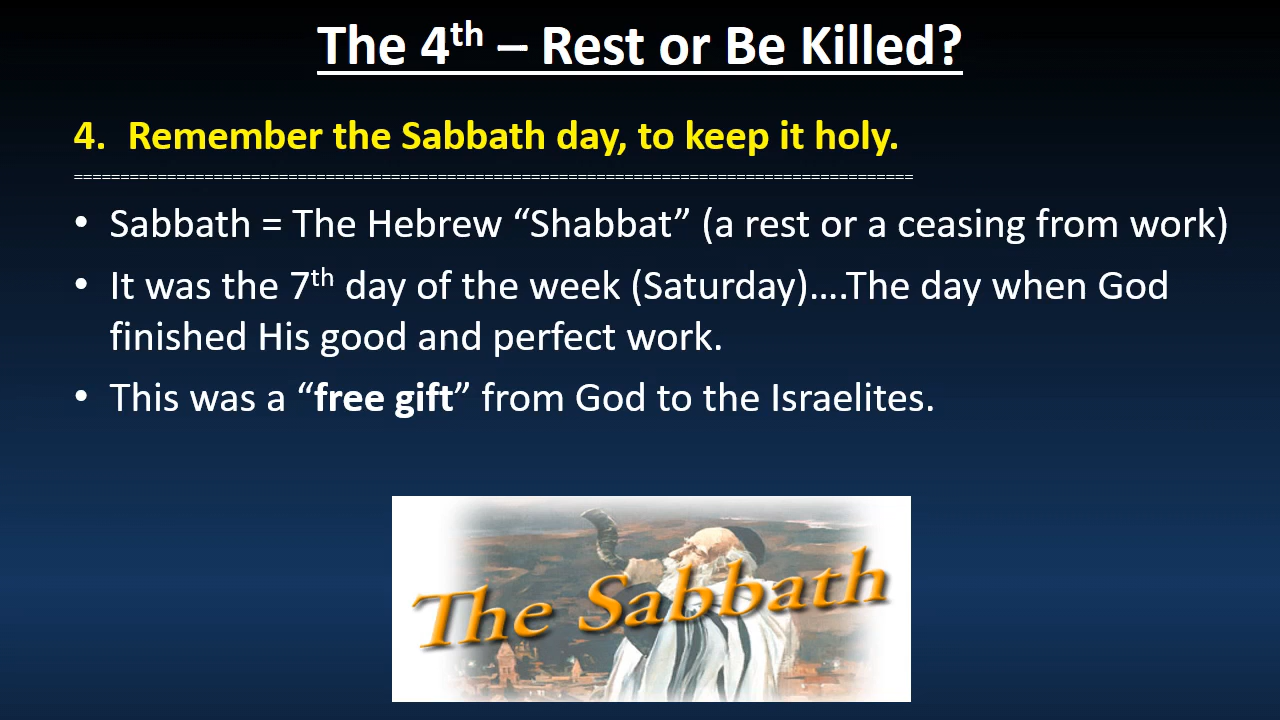 The 4th – Rest or Be Killed?
4. Remember the Sabbath day, to keep it holy.
==========================================================================================
• Sabbath = The Hebrew “Shabbat” (a rest or a ceasing from work)
• It was the 7th day of the week (Saturday)….The day when God
finished His good and perfect work.
• This was a “free gift” from God to the Israelites.
The Sabbath